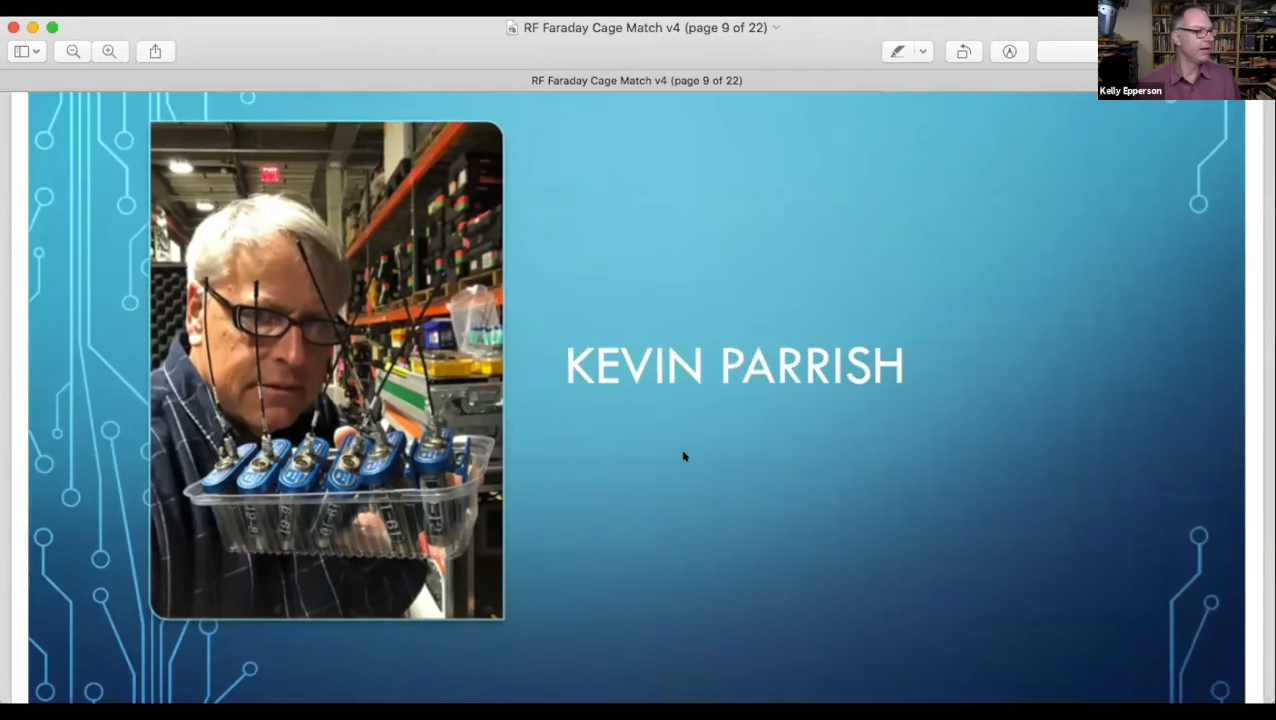 RF Faraday Cage Match v4 (page 9 of 22)
RF Faraday Cage Match v4 (page 9 of 22)
Kelly Epperson
KEVIN PARRISH